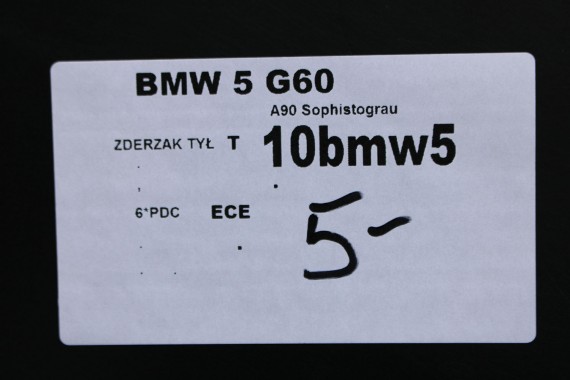 BMW 5 G60
A90 Sophistograu
ZDERZAK TYŁ T 10bmw5
6*PDC ECE
5-